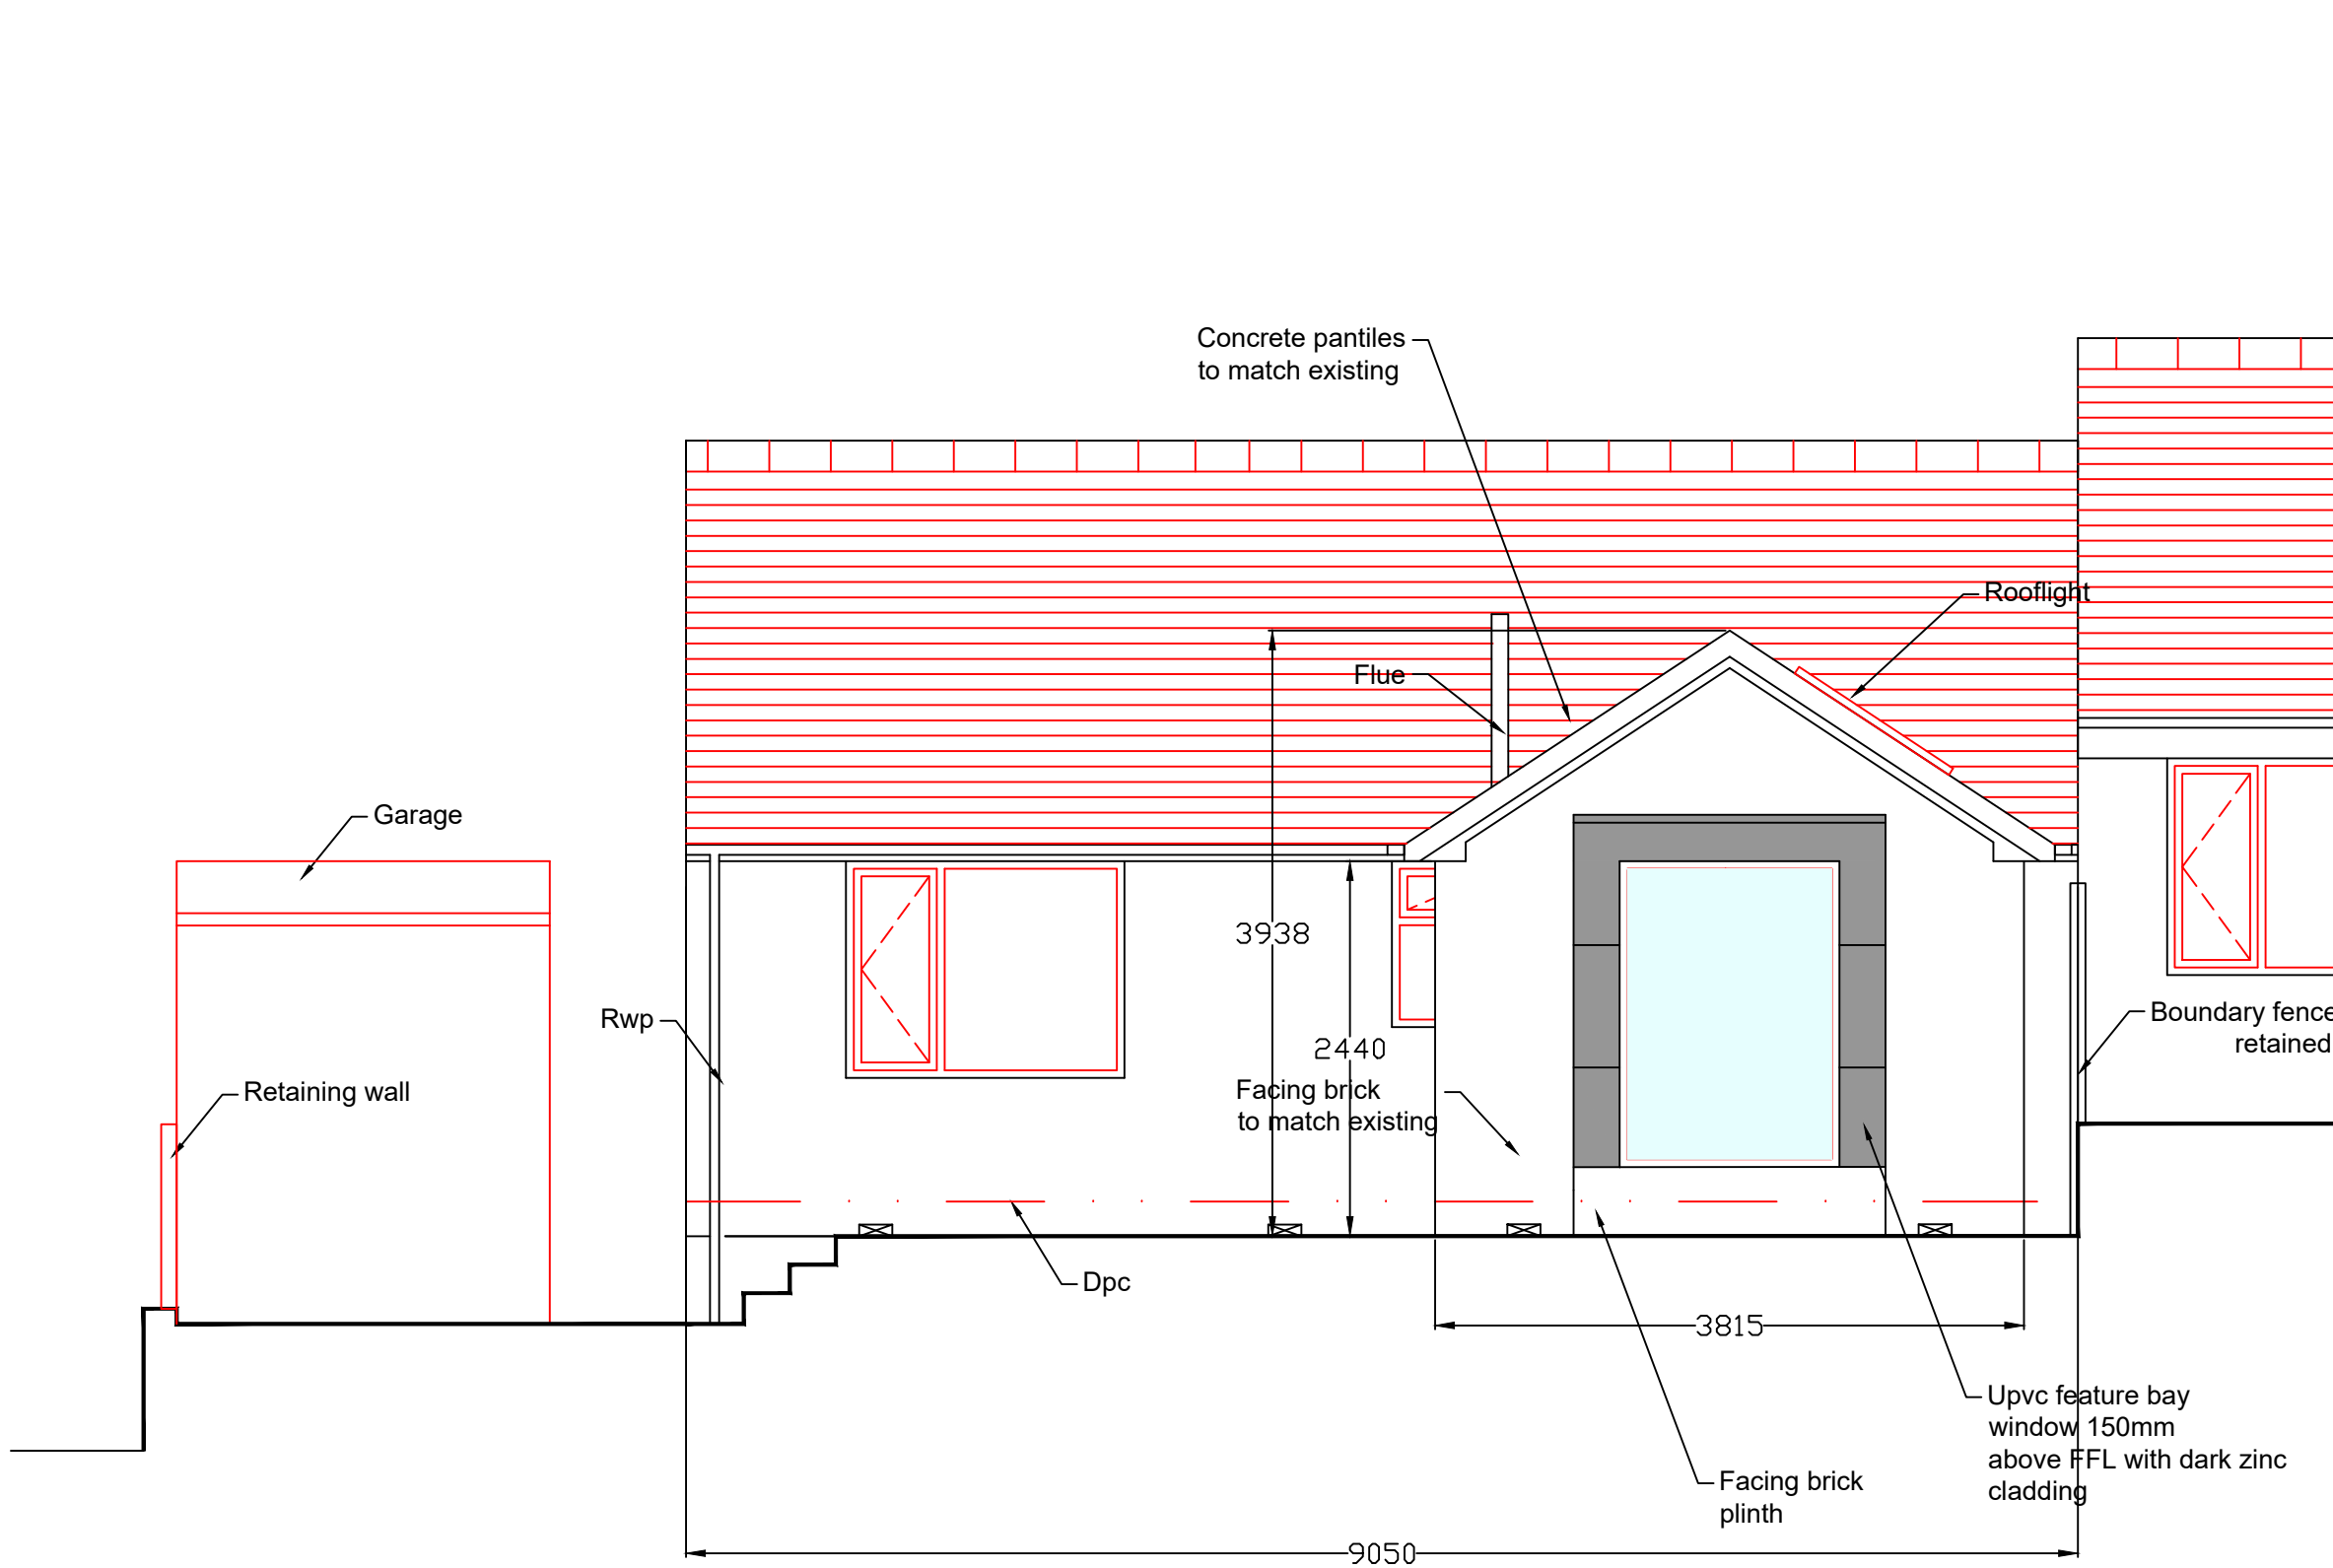 Concrete pantiles
to match existing
Rooflight
Flue
Garage
3938
Rwp
Boundary fence
retained
2440
Retaining wall
Facing brick
to match existing
Dpc
3815
Upvc feature bay
window 150mm
above FFL with dark zinc
cladding
Facing brick
plinth
9050